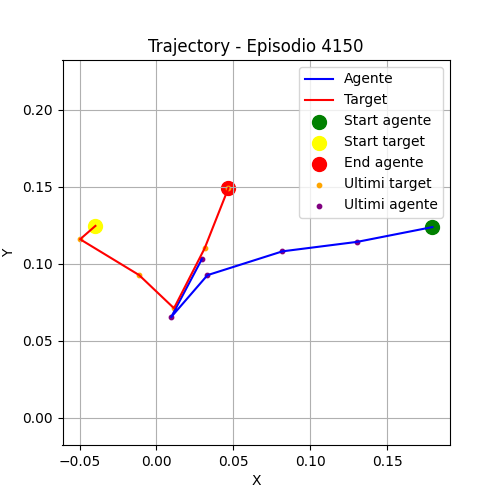 Trajectory - Episodio 4150
Agente
Target
Start agente
Start target
End agente
Ultimi target
Ultimi agente
Y
0.20
0.15
0.10
0.05
0.00
−0.05
0.00
0.05
0.10
0.15
X